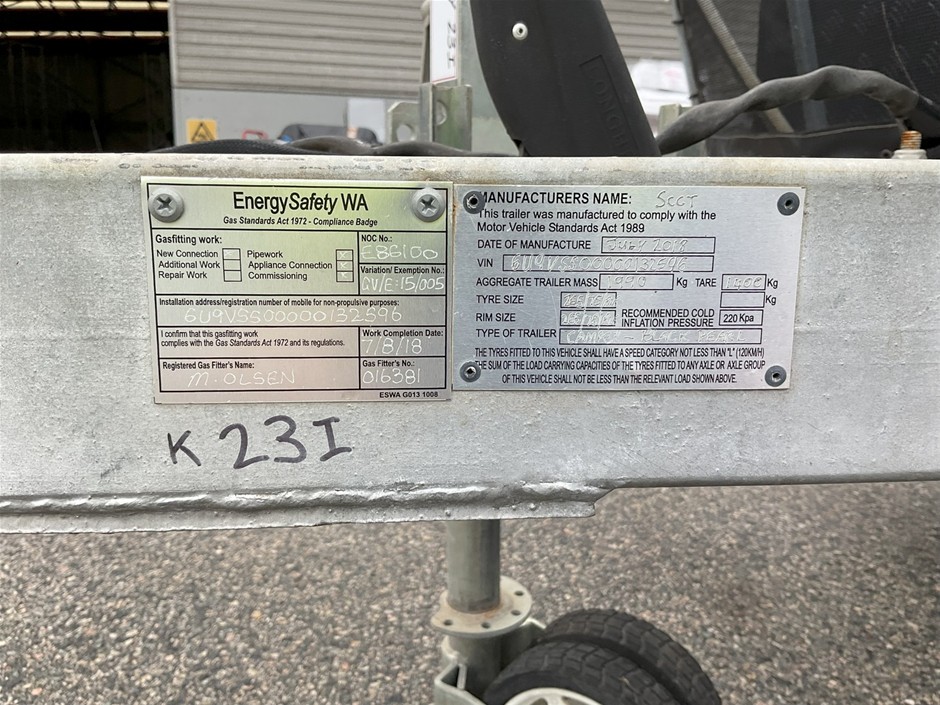 23I
EnergySafety WA
Gas Standards Act 1972 - Compliance Badge
Gasfitting work:
New Connection
Pipework
Additional Work
Appliance Connection
Repair Work
Commissioning
NOC No.:
E86100
Variation/ Exemption No.:
GV/E:15/005
Installation address/registration number of mobile for non-propulsive purposes:
6U9VSS00000132596
I confirm that this gasfitting work
complies with the Gas Standards Act 1972 and its regulations.
Work Completion Date:
7/8/18
Registered Gas Fitter's Name:
M. OLSEN
Gas Fitter's No.:
016381
ESWA G013 1008
MANUFACTURERS NAME: SCCT
This trailer was manufactured to comply with the
Motor Vehicle Standards Act 1989
DATE OF MANUFACTURE JULY 2018
VIN 6U9VSS00000132596
AGGREGATE TRAILER MASS 1990 Kg TARE 1400 Kg
TYRE SIZE Kg
RIM SIZE RECOMMENDED COLD INFLATION PRESSURE 220 Kpa
TYPE OF TRAILER
THE TYRES FITTED TO THIS VEHICLE SHALL HAVE A SPEED CATEGORY NOT LESS THAN "L" (120KM/H)
THE SUM OF THE LOAD CARRYING CAPACITIES OF THE TYRES FITTED TO ANY AXLE OR AXLE GROUP
OF THIS VEHICLE SHALL NOT BE LESS THAN THE RELEVANT LOAD SHOWN ABOVE.
K 23I